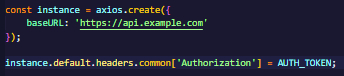 const instance = axios.create({
    baseURL: 'https://api.example.com'
});
instance.default.headers.common['Authorization'] = AUTH_TOKEN;